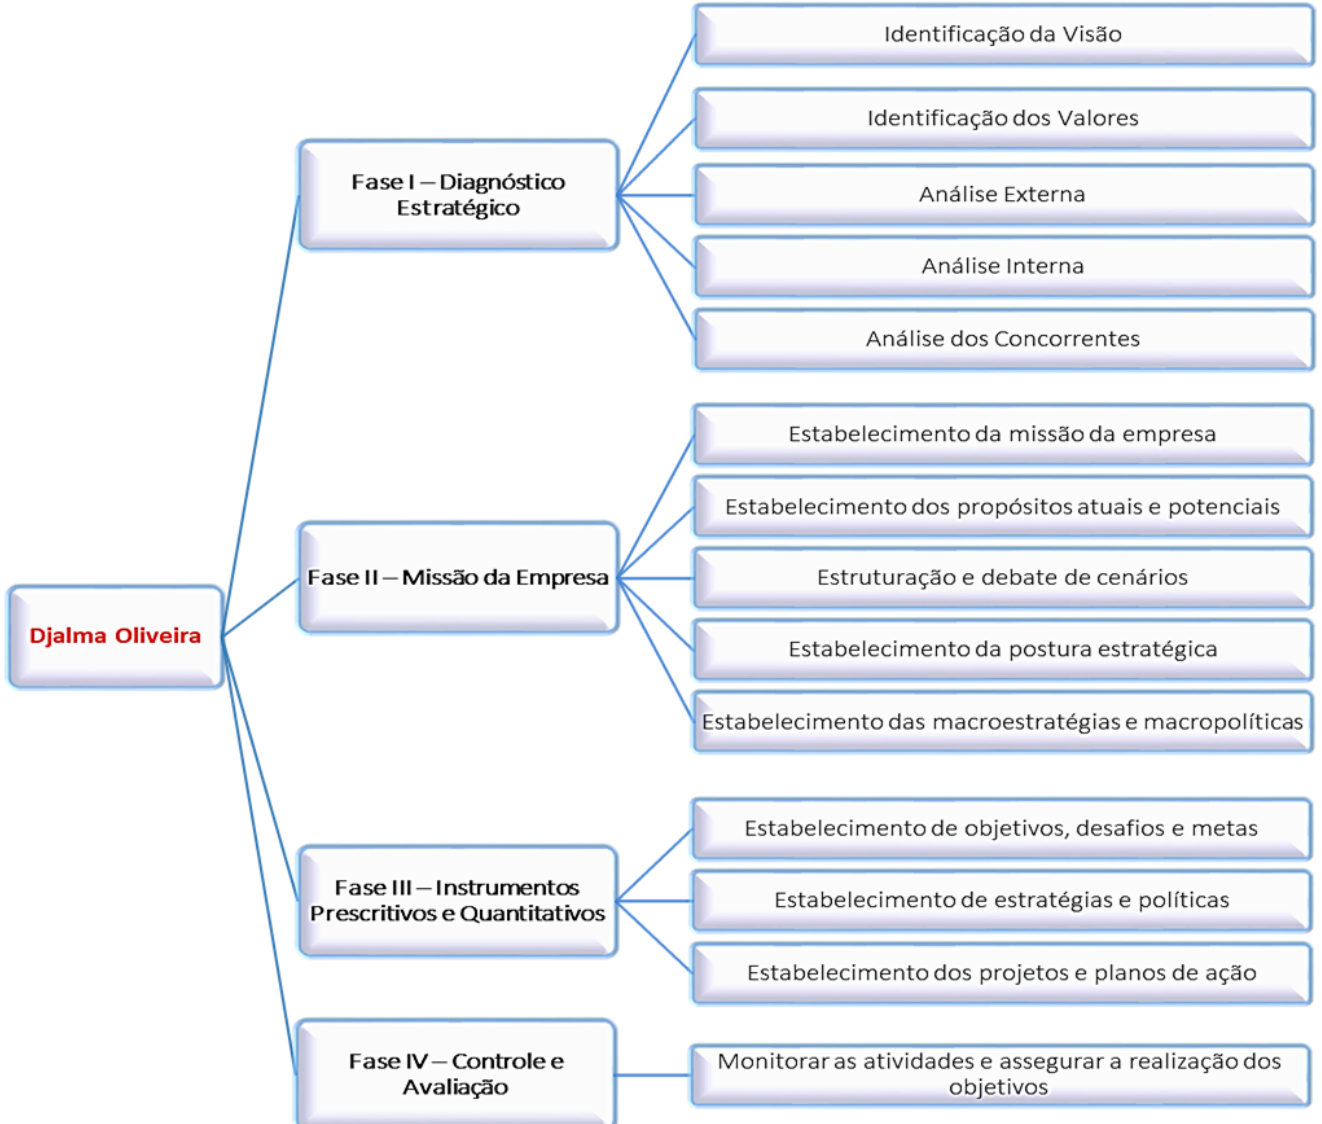 Djalma Oliveira
Fase I – Diagnóstico
Estratégico
Identificação da Visão
Identificação dos Valores
Análise Externa
Análise Interna
Análise dos Concorrentes
Fase II – Missão da Empresa
Estabelecimento da missão da empresa
Estabelecimento dos propósitos atuais e potenciais
Estruturação e debate de cenários
Estabelecimento da postura estratégica
Estabelecimento das macroestratégias e macropolíticas
Fase III – Instrumentos
Prescritivos e Quantitativos
Estabelecimento de objetivos, desafios e metas
Estabelecimento de estratégias e políticas
Estabelecimento dos projetos e planos de ação
Fase IV – Controle e
Avaliação
Monitorar as atividades e assegurar a realização dos
objetivos